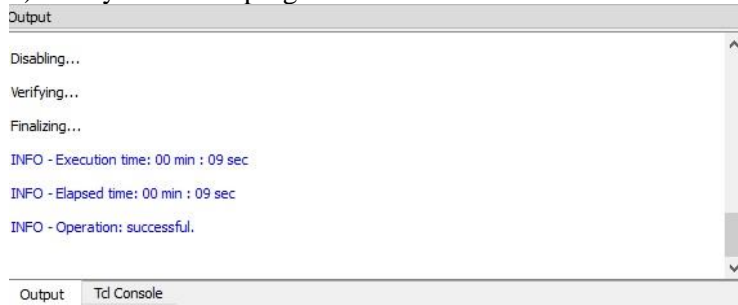 Output
Disabling...
Verifying...
Finalizing...
INFO - Execution time: 00 min : 09 sec
INFO - Elapsed time: 00 min : 09 sec
INFO - Operation: successful.
Output Tcl Console